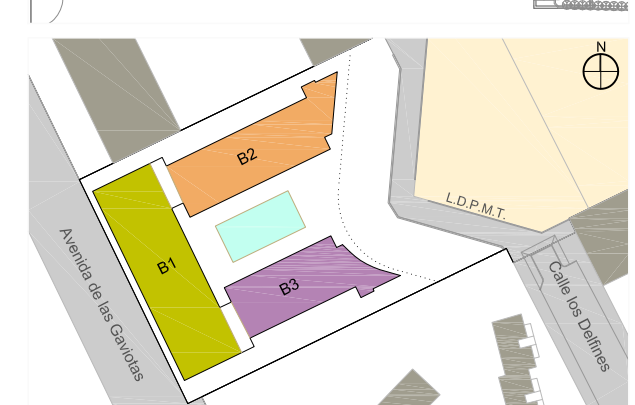 N
B2
L.D.P.M.T.
B1
B3
Avenida de las Gaviotas
Calle los Delfines